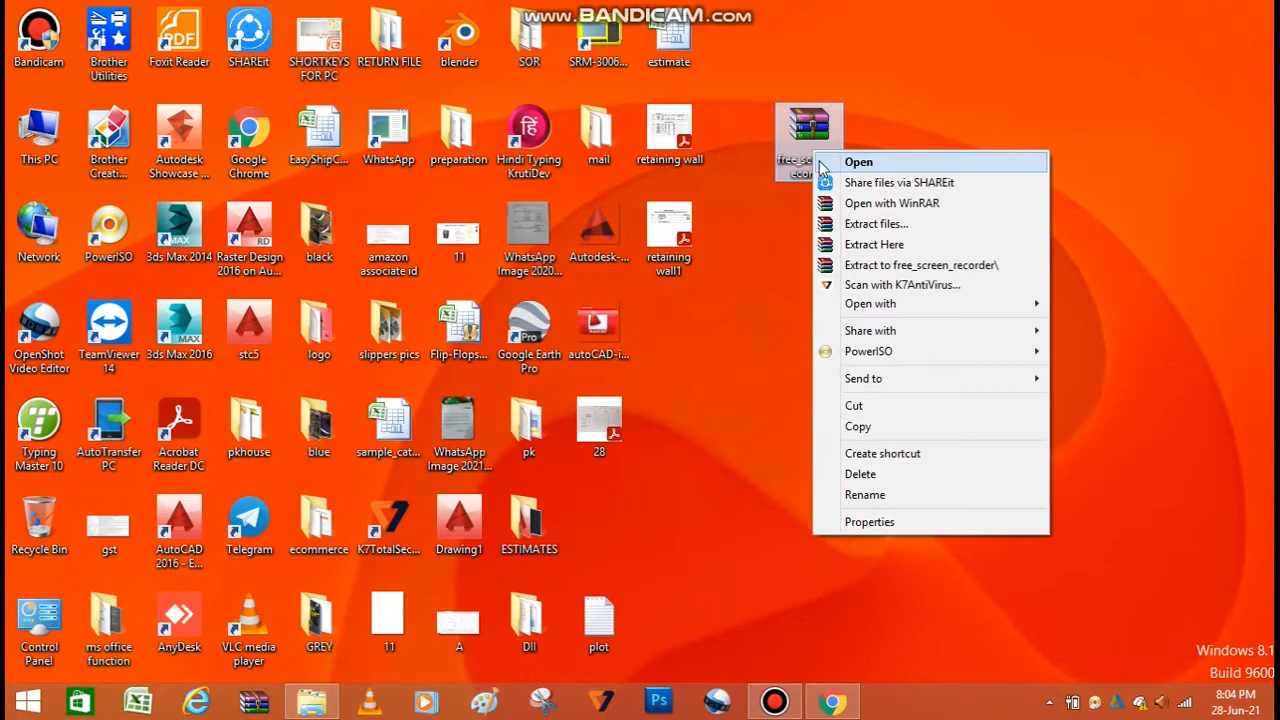 www.BANDICAM.com
Bandicam
Brother
Utilities
Foxit Reader
SHAREit
SHORTKEYS
FOR PC
RETURN FILE
blender
SOR
SRM-3006...
estimate
This PC
Brother
Creati...
Autodesk
Showcase ...
Google
Chrome
EasyShipC...
WhatsApp
preparation
Hindi Typing
KrutiDev
mail
retaining wall
Network
PowerISO
3ds Max 2014
Raster Design
2016 on Au...
black
amazon
associate id
11
WhatsApp
Image 2020...
Autodesk-...
retaining
wall1
OpenShot
Video Editor
TeamViewer
14
3ds Max 2016
stc5
logo
slippers pics
Flip-Flops...
Google Earth
Pro
autoCAD-i...
Typing
Master 10
AutoTransfer
PC
Acrobat
Reader DC
pkhouse
blue
sample_cat...
WhatsApp
Image 2021...
pk
28
Recycle Bin
gst
AutoCAD
2016 - E...
Telegram
ecommerce
K7TotalSec...
Drawing1
ESTIMATES
Control
Panel
ms office
function
AnyDesk
VLC media
player
GREY
11
A
Dll
plot
Open
Share files via SHAREit
Open with WinRAR
Extract files...
Extract Here
Extract to free_screen_recorder\
Scan with K7AntiVirus...
Open with
Share with
PowerISO
Send to
Cut
Copy
Create shortcut
Delete
Rename
Properties
Windows 8.1
Build 9600
8:04 PM
28-Jun-21